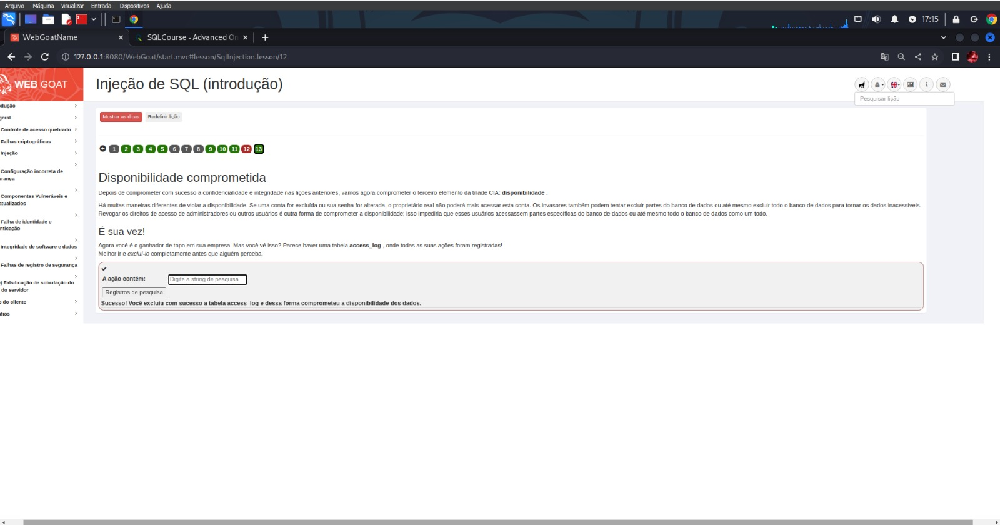 Arquivo Máquina Visualizar Entrada Dispositivos Ajuda
17:15
WebGoatName
SQLCourse - Advanced On
127.0.0.1:8080/WebGoat/start.mvc#lesson/SqlInjection.lesson/12
WEB GOAT
Injeção de SQL (introdução)
Pesquisar lição
odução
geral
Controle de acesso quebrado
Falhas criptográficas
Injeção
Configuração incorreta de
urança
Componentes Vulneráveis e
atualizados
Falha de identidade e
nticação
Integridade de software e dados
Falhas de registro de segurança
) Falsificação de solicitação do
do servidor
o do cliente
afios
Mostrar as dicas Redefinir lição
1 2 3 4 5 6 7 8 9 10 11 12 13
Disponibilidade comprometida
Depois de comprometer com sucesso a confidencialidade e integridade nas lições anteriores, vamos agora comprometer o terceiro elemento da tríade CIA: disponibilidade .
Há muitas maneiras diferentes de violar a disponibilidade. Se uma conta for excluída ou sua senha for alterada, o proprietário real não poderá mais acessar esta conta. Os invasores também podem tentar excluir partes do banco de dados ou até mesmo excluir todo o banco de dados para tornar os dados inacessíveis.
Revogar os direitos de acesso de administradores ou outros usuários é outra forma de comprometer a disponibilidade; isso impediria que esses usuários acessassem partes específicas do banco de dados ou até mesmo todo o banco de dados como um todo.
É sua vez!
Agora você é o ganhador de topo em sua empresa. Mas você vê isso? Parece haver uma tabela access_log , onde todas as suas ações foram registradas!
Melhor ir e excluí-lo completamente antes que alguém perceba.
A ação contém: Digite a string de pesquisa
Registros de pesquisa
Sucesso! Você excluiu com sucesso a tabela access_log e dessa forma comprometeu a disponibilidade dos dados.